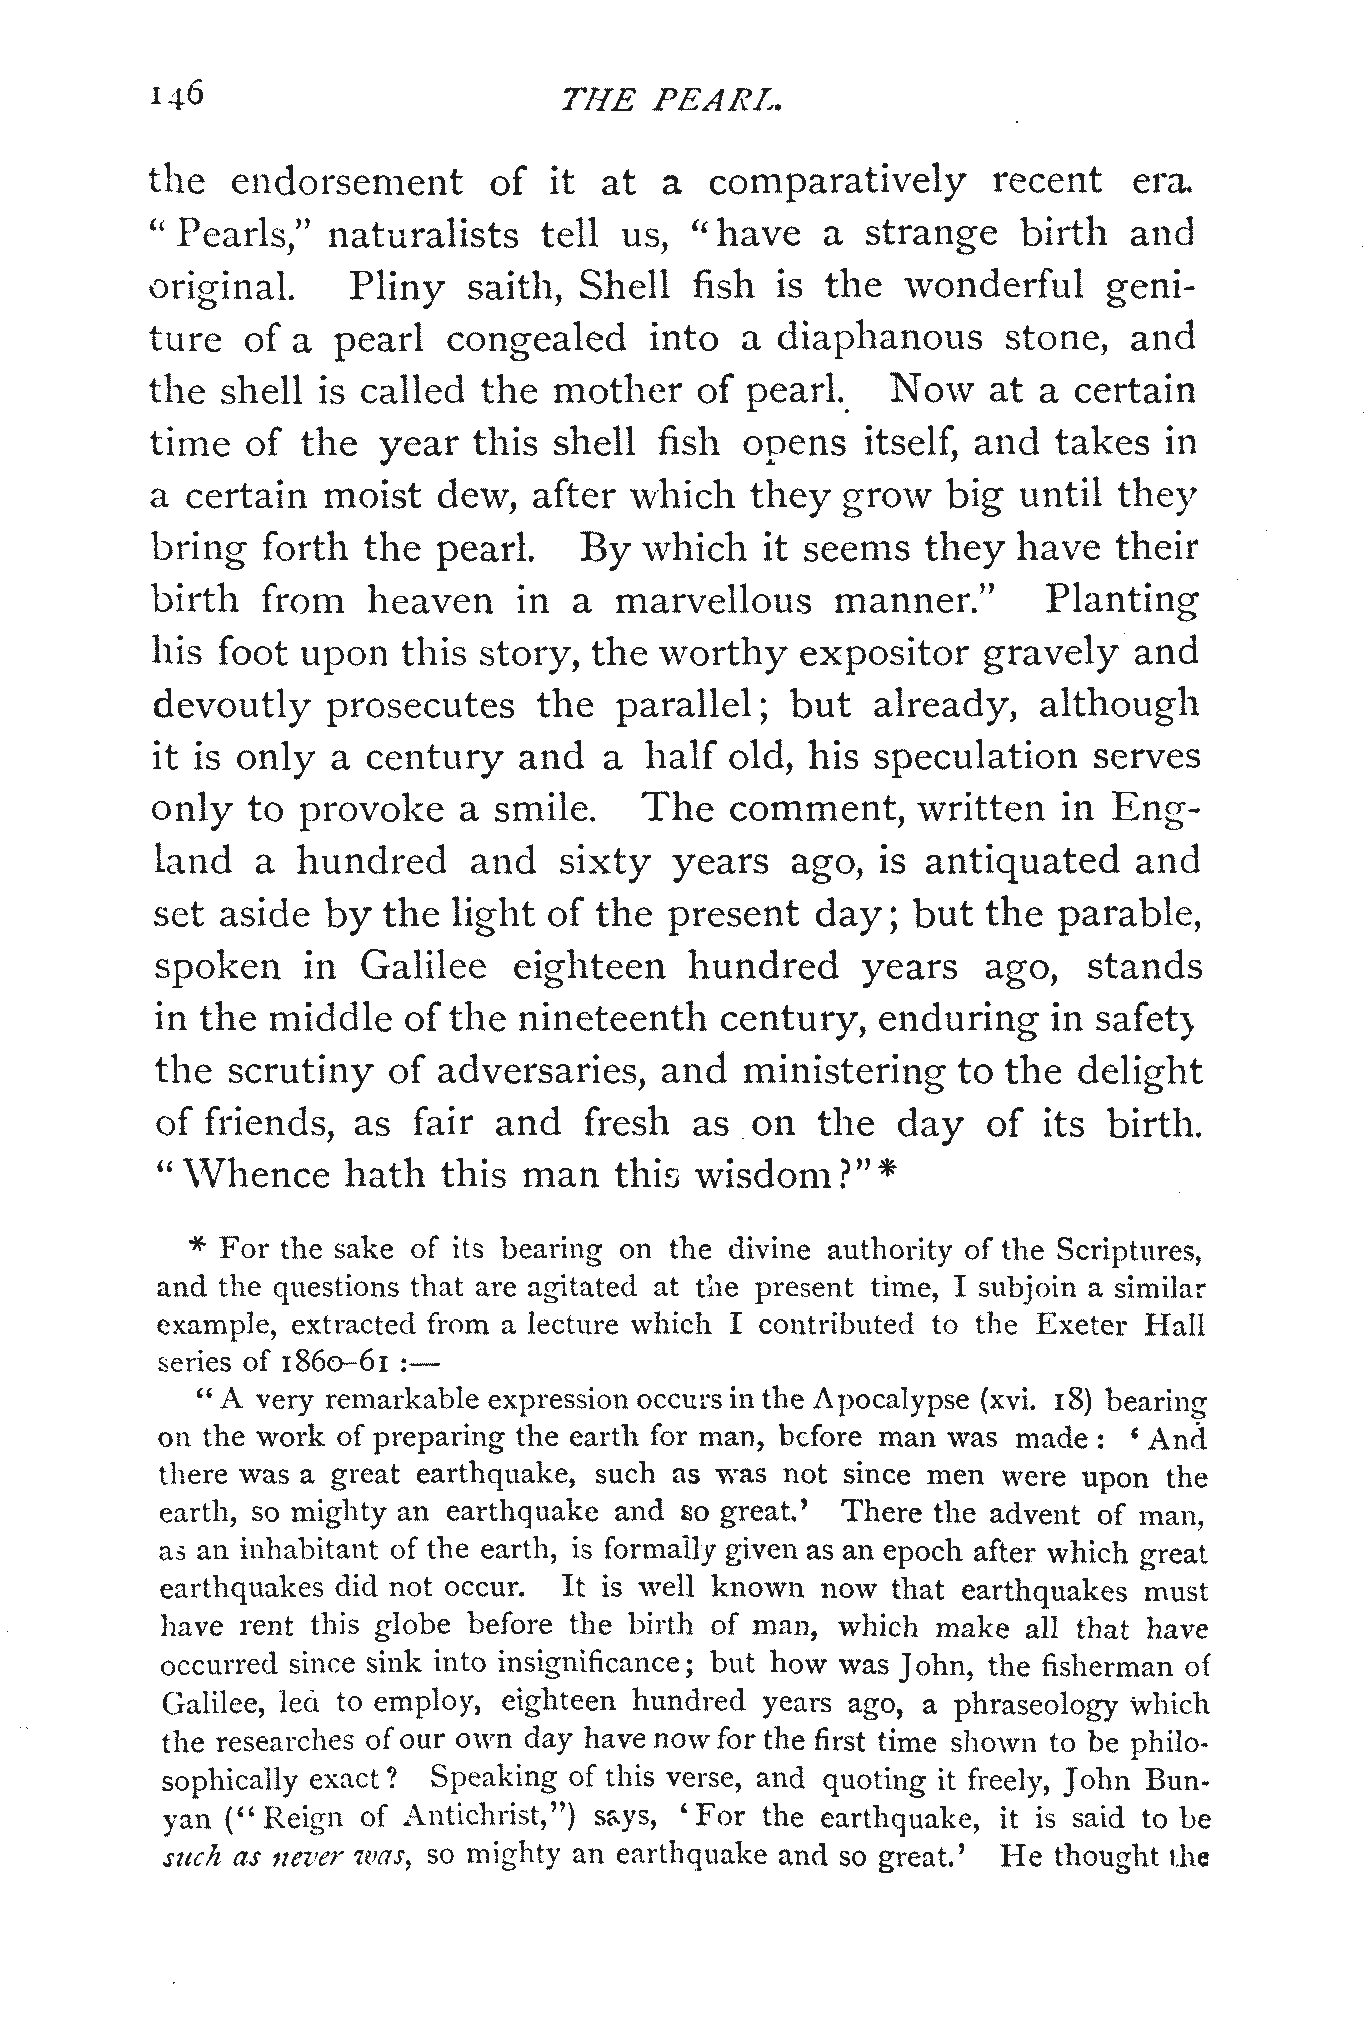 146 THE PEARL.
the endorsement of it at a comparatively recent era.
“Pearls,” naturalists tell us, “have a strange birth and
original. Pliny saith, Shell fish is the wonderful geni-
ture of a pearl congealed into a diaphanous stone, and
the shell is called the mother of pearl. Now at a certain
time of the year this shell fish opens itself, and takes in
a certain moist dew, after which they grow big until they
bring forth the pearl. By which it seems they have their
birth from heaven in a marvellous manner.” Planting
his foot upon this story, the worthy expositor gravely and
devoutly prosecutes the parallel; but already, although
it is only a century and a half old, his speculation serves
only to provoke a smile. The comment, written in Eng-
land a hundred and sixty years ago, is antiquated and
set aside by the light of the present day; but the parable,
spoken in Galilee eighteen hundred years ago, stands
in the middle of the nineteenth century, enduring in safety
the scrutiny of adversaries, and ministering to the delight
of friends, as fair and fresh as on the day of its birth.
“Whence hath this man this wisdom?”*
* For the sake of its bearing on the divine authority of the Scriptures,
and the questions that are agitated at the present time, I subjoin a similar
example, extracted from a lecture which I contributed to the Exeter Hall
series of 1860–61 :—
“A very remarkable expression occurs in the Apocalypse (xvi. 18) bearing
on the work of preparing the earth for man, before man was made: ‘And
there was a great earthquake, such as was not since men were upon the
earth, so mighty an earthquake and so great.’ There the advent of man,
as an inhabitant of the earth, is formally given as an epoch after which great
earthquakes did not occur. It is well known now that earthquakes must
have rent this globe before the birth of man, which make all that have
occurred since sink into insignificance; but how was John, the fisherman of
Galilee, led to employ, eighteen hundred years ago, a phraseology which
the researches of our own day have now for the first time shown to be philo-
sophically exact? Speaking of this verse, and quoting it freely, John Bun-
yan (“Reign of Antichrist,”) says, ‘For the earthquake, it is said to be
such as never was, so mighty an earthquake and so great.’ He thought the